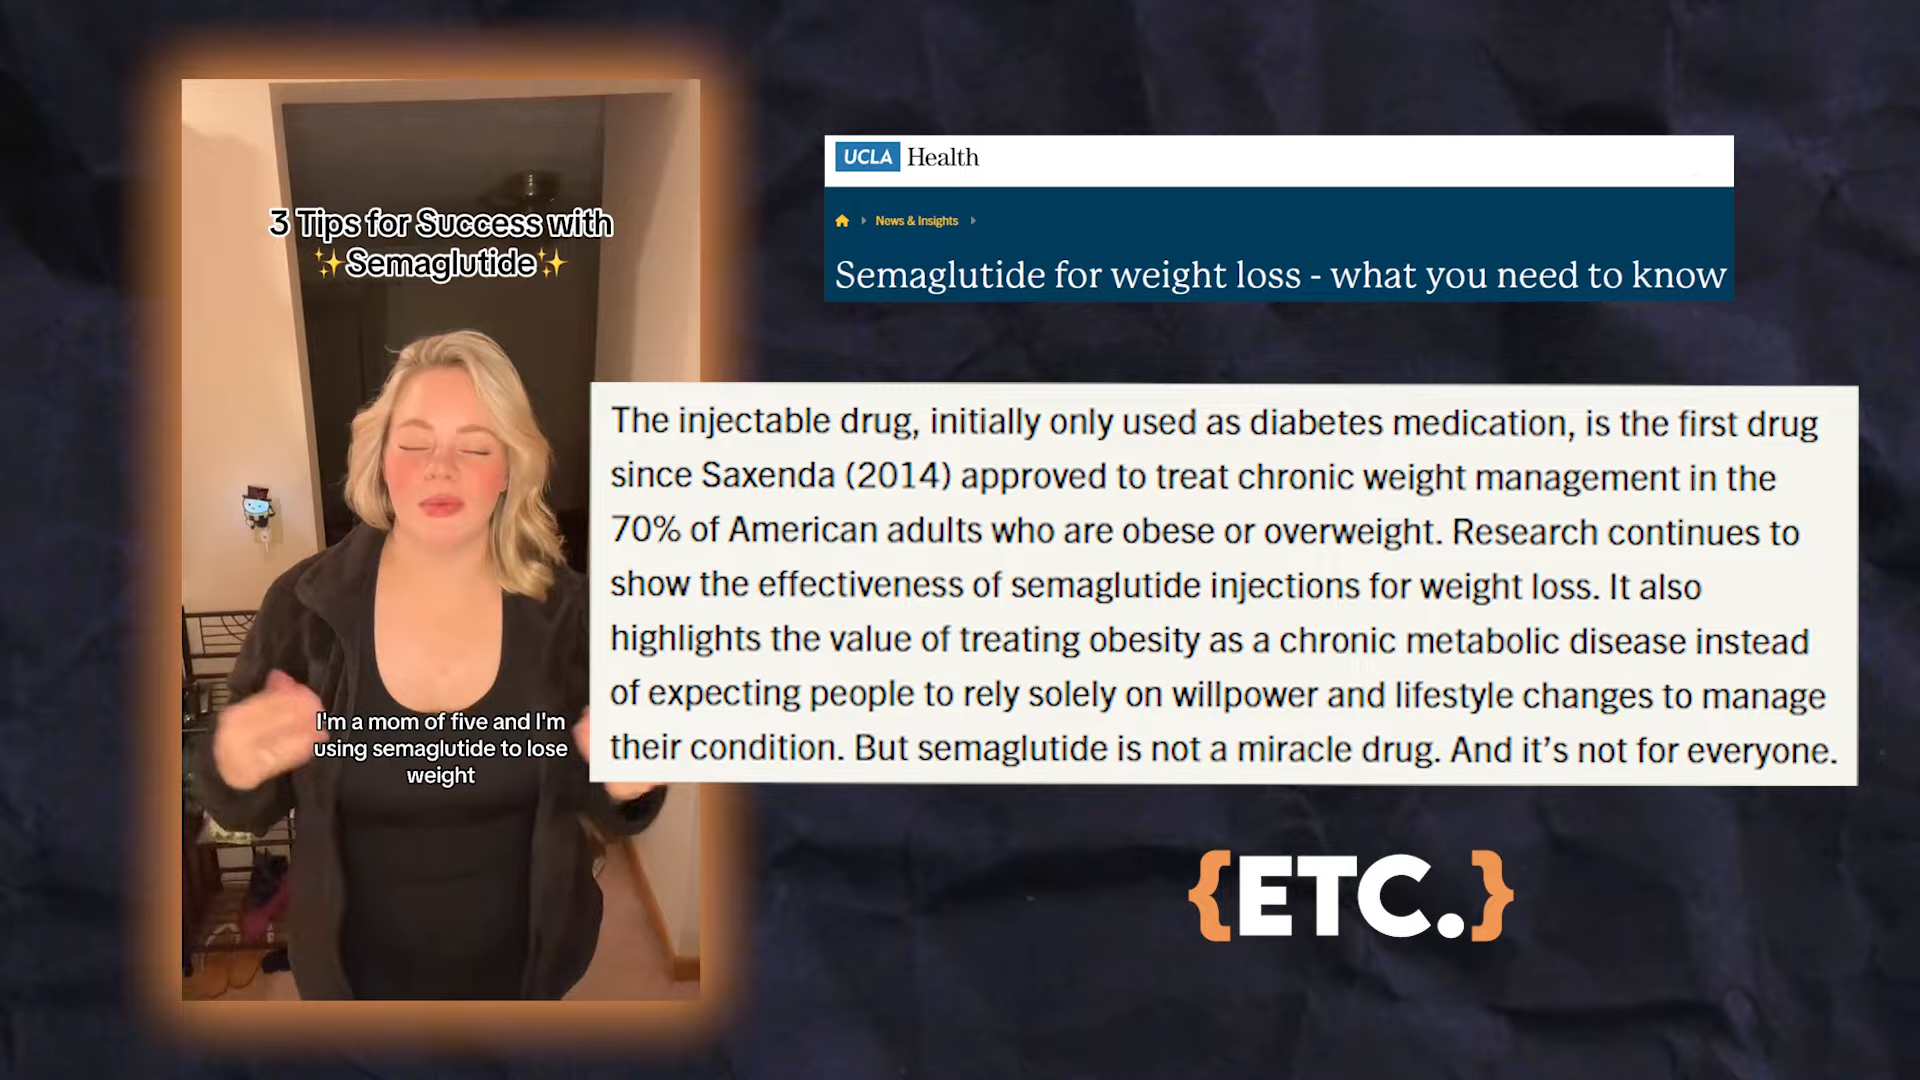 3 Tips for Success with
✨Semaglutide✨
I'm a mom of five and I'm
using semaglutide to lose
weight
UCLA Health
News & Insights
Semaglutide for weight loss - what you need to know
The injectable drug, initially only used as diabetes medication, is the first drug
since Saxenda (2014) approved to treat chronic weight management in the
70% of American adults who are obese or overweight. Research continues to
show the effectiveness of semaglutide injections for weight loss. It also
highlights the value of treating obesity as a chronic metabolic disease instead
of expecting people to rely solely on willpower and lifestyle changes to manage
their condition. But semaglutide is not a miracle drug. And it’s not for everyone.
{ETC.}